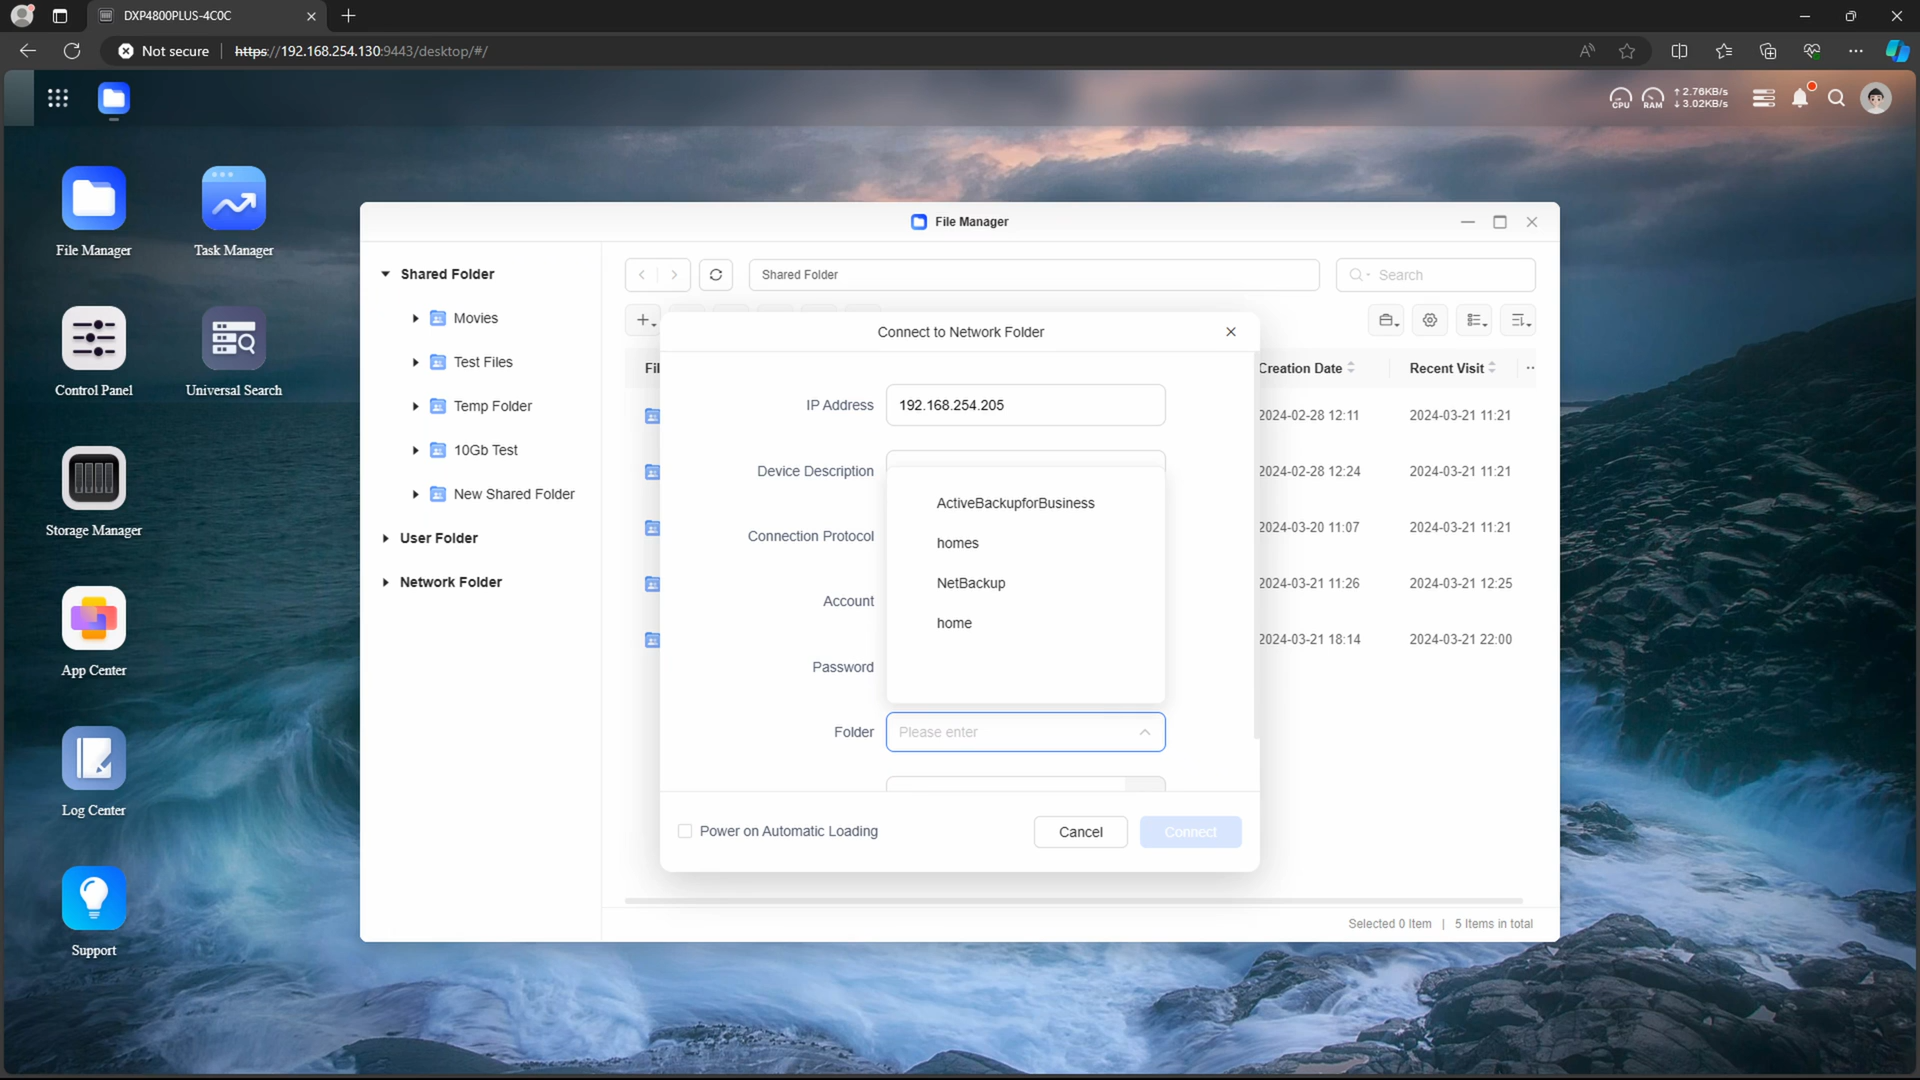 DXP4800PLUS-4C0C
Not secure
https://192.168.254.130:9443/desktop/#/
CPU
RAM
↑ 2.76KB/s
↓ 3.02KB/s
File Manager
Task Manager
Control Panel
Universal Search
Storage Manager
App Center
Log Center
Support
File Manager
Shared Folder
Movies
Test Files
Temp Folder
10Gb Test
New Shared Folder
User Folder
Network Folder
Shared Folder
Search
Fil
Creation Date
Recent Visit
2024-02-28 12:11
2024-03-21 11:21
2024-02-28 12:24
2024-03-21 11:21
2024-03-20 11:07
2024-03-21 11:21
2024-03-21 11:26
2024-03-21 12:25
2024-03-21 18:14
2024-03-21 22:00
Connect to Network Folder
IP Address
192.168.254.205
Device Description
Connection Protocol
Account
Password
ActiveBackupforBusiness
homes
NetBackup
home
Folder
Please enter
Power on Automatic Loading
Cancel
Connect
Selected 0 Item | 5 Items in total